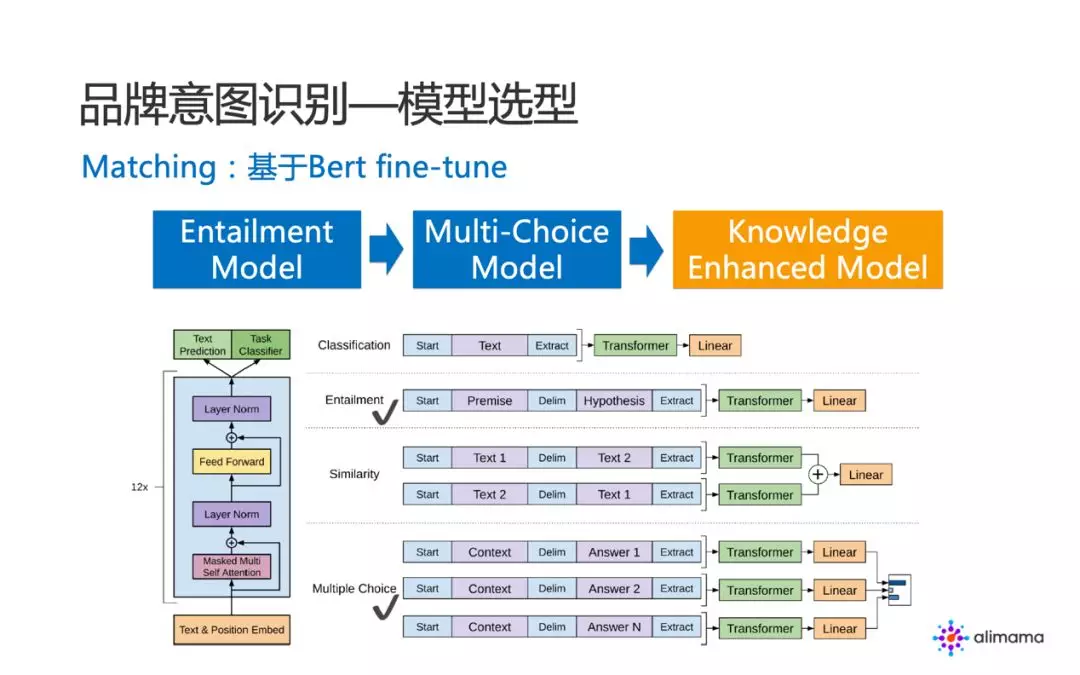 品牌意图识别—模型选型
Matching：基于Bert fine-tune
Entailment
Model
Multi-Choice
Model
Knowledge
Enhanced Model
Text
Prediction
Task
Classifier
12x
Layer Norm
Feed Forward
Layer Norm
Masked Multi
Self Attention
Text & Position Embed
Classification
Start Text Extract Transformer Linear
Entailment
Start Premise Delim Hypothesis Extract Transformer Linear
Similarity
Start Text 1 Delim Text 2 Extract Transformer
Linear
Start Text 2 Delim Text 1 Extract Transformer
Multiple Choice
Start Context Delim Answer 1 Extract Transformer Linear
Start Context Delim Answer 2 Extract Transformer Linear
Start Context Delim Answer N Extract Transformer Linear
alimama